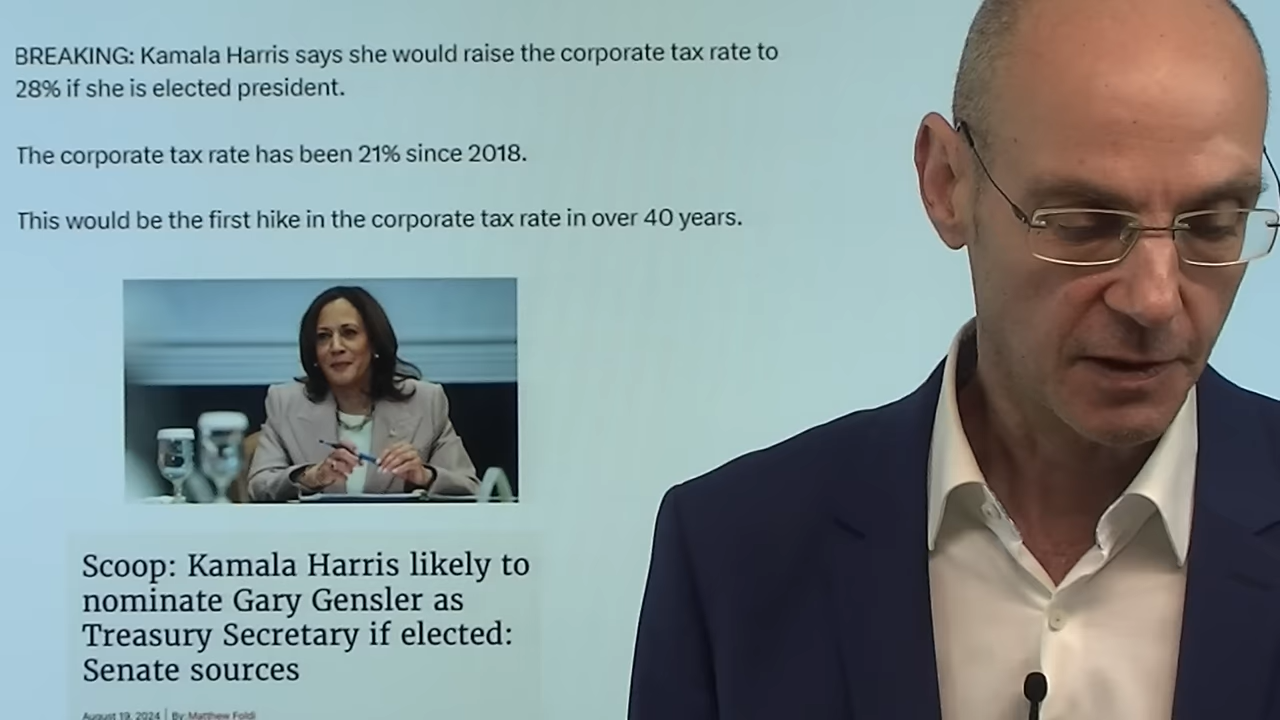 BREAKING: Kamala Harris says she would raise the corporate tax rate to
28% if she is elected president.
The corporate tax rate has been 21% since 2018.
This would be the first hike in the corporate tax rate in over 40 years.
Scoop: Kamala Harris likely to
nominate Gary Gensler as
Treasury Secretary if elected:
Senate sources
August 19, 2024 | By: Matthew Foldi